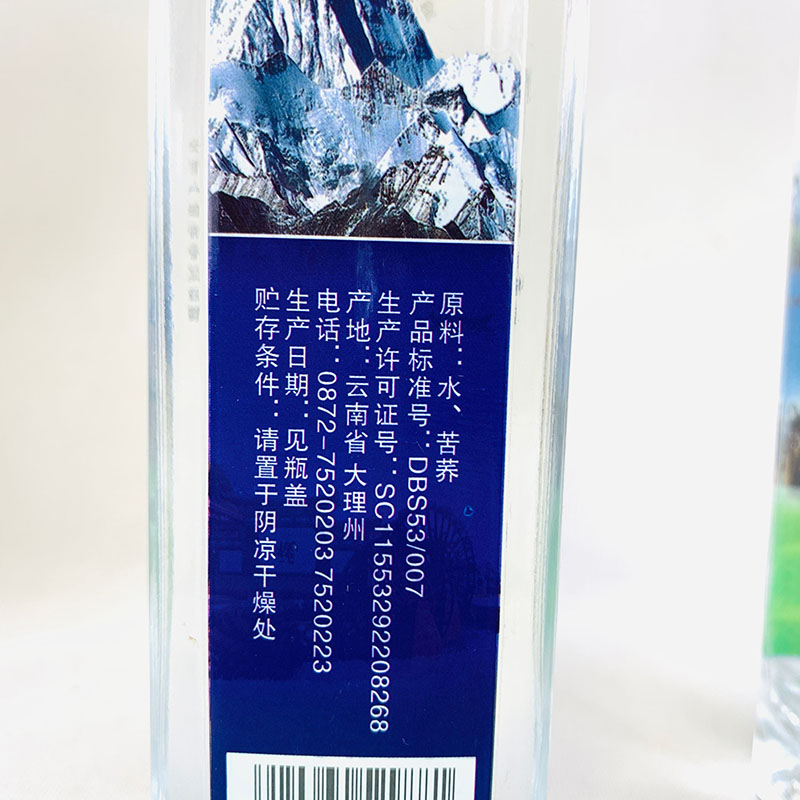 原料：水、苦荞
产品标准号：DBS53/007
生产许可证号：SC11553292208268
产地：云南省 大理州
电话：0872-7520203 7520223
生产日期：见瓶盖
贮存条件：请置于阴凉干燥处